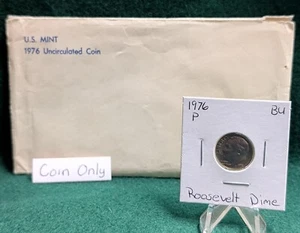 U.S. MINT
1976 Uncirculated Coin
Coin Only
1976 BU
P
Roosevelt Dime